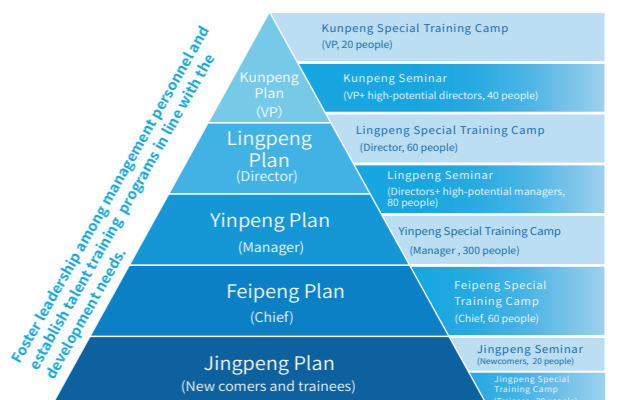 Foster leadership among management personnel and
establish talent training programs in line with the
development needs.
Kunpeng
Plan
(VP)
Lingpeng
Plan
(Director)
Yinpeng Plan
(Manager)
Feipeng Plan
(Chief)
Jingpeng Plan
(New comers and trainees)
Kunpeng Special Training Camp
(VP, 20 people)
Kunpeng Seminar
(VP+ high-potential directors, 40 people)
Lingpeng Special Training Camp
(Director, 60 people)
Lingpeng Seminar
(Directors+ high-potential managers,
80 people)
Yinpeng Special Training Camp
(Manager , 300 people)
Feipeng Special
Training Camp
(Chief, 60 people)
Jingpeng Seminar
(Newcomers, 20 people)
Jingpeng Special
Training Camp